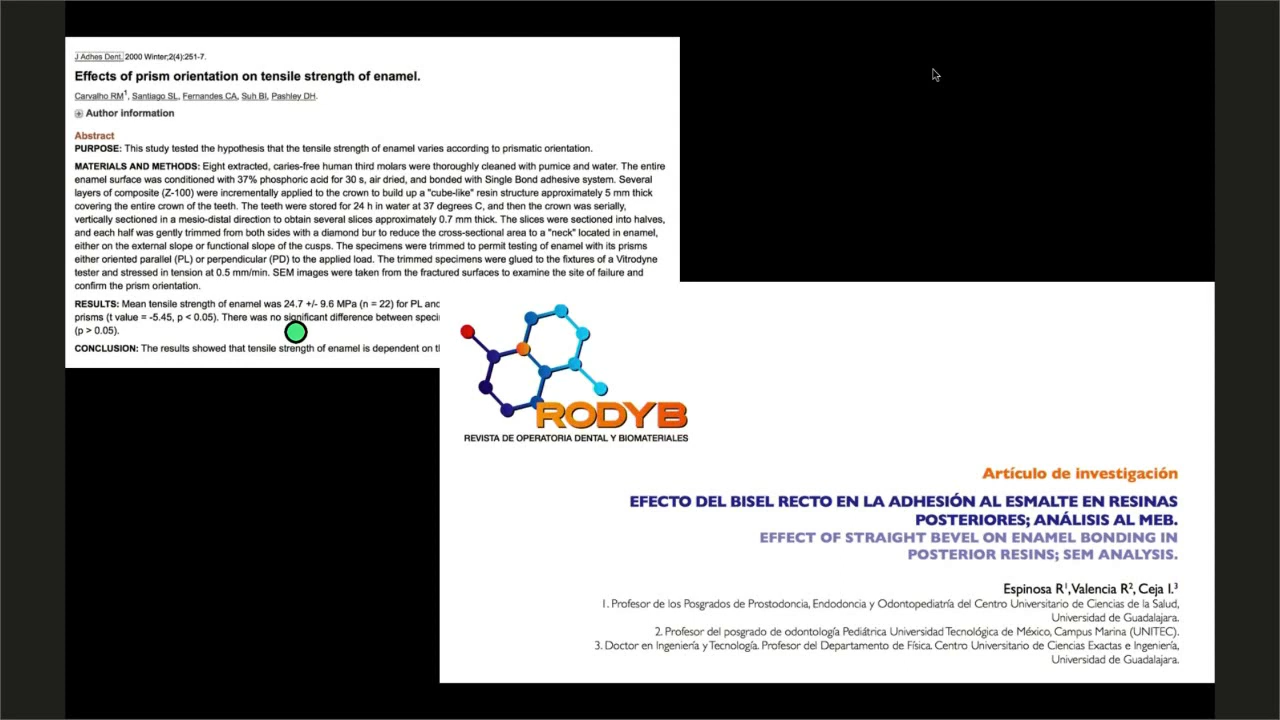 J Adhes Dent. 2000 Winter;2(4):251-7.
Effects of prism orientation on tensile strength of enamel.
Carvalho RM1, Santiago SL, Fernandes CA, Suh BI, Pashley DH.
Author information
Abstract
PURPOSE: This study tested the hypothesis that the tensile strength of enamel varies according to prismatic orientation.
MATERIALS AND METHODS: Eight extracted, caries-free human third molars were thoroughly cleaned with pumice and water. The entire
enamel surface was conditioned with 37% phosphoric acid for 30 s, air dried, and bonded with Single Bond adhesive system. Several
layers of composite (Z-100) were incrementally applied to the crown to build up a "cube-like" resin structure approximately 5 mm thick
covering the entire crown of the teeth. The teeth were stored for 24 h in water at 37 degrees C, and then the crown was serially,
vertically sectioned in a mesio-distal direction to obtain several slices approximately 0.7 mm thick. The slices were sectioned into halves,
and each half was gently trimmed from both sides with a diamond bur to reduce the cross-sectional area to a "neck" located in enamel,
either on the external slope or functional slope of the cusps. The specimens were trimmed to permit testing of enamel with its prisms
either oriented parallel (PL) or perpendicular (PD) to the applied load. The trimmed specimens were glued to the fixtures of a Vitrodyne
tester and stressed in tension at 0.5 mm/min. SEM images were taken from the fractured surfaces to examine the site of failure and
confirm the prism orientation.
RESULTS: Mean tensile strength of enamel was 24.7 +/- 9.6 MPa (n = 22) for PL and
prisms (t value = -5.45, p < 0.05). There was no significant difference between speci
(p > 0.05).
CONCLUSION: The results showed that tensile strength of enamel is dependent on t
RODYB
REVISTA DE OPERATORIA DENTAL Y BIOMATERIALES
Artículo de investigación
EFECTO DEL BISEL RECTO EN LA ADHESIÓN AL ESMALTE EN RESINAS
POSTERIORES; ANÁLISIS AL MEB.
EFFECT OF STRAIGHT BEVEL ON ENAMEL BONDING IN
POSTERIOR RESINS; SEM ANALYSIS.
Espinosa R1, Valencia R2, Ceja I.3
1. Profesor de los Posgrados de Prostodoncia, Endodoncia y Odontopediatría del Centro Universitario de Ciencias de la Salud,
Universidad de Guadalajara.
2. Profesor del posgrado de odontología Pediátrica Universidad Tecnológica de México, Campus Marina (UNITEC).
3. Doctor en Ingeniería y Tecnología. Profesor del Departamento de Física. Centro Universitario de Ciencias Exactas e Ingeniería,
Universidad de Guadalajara.